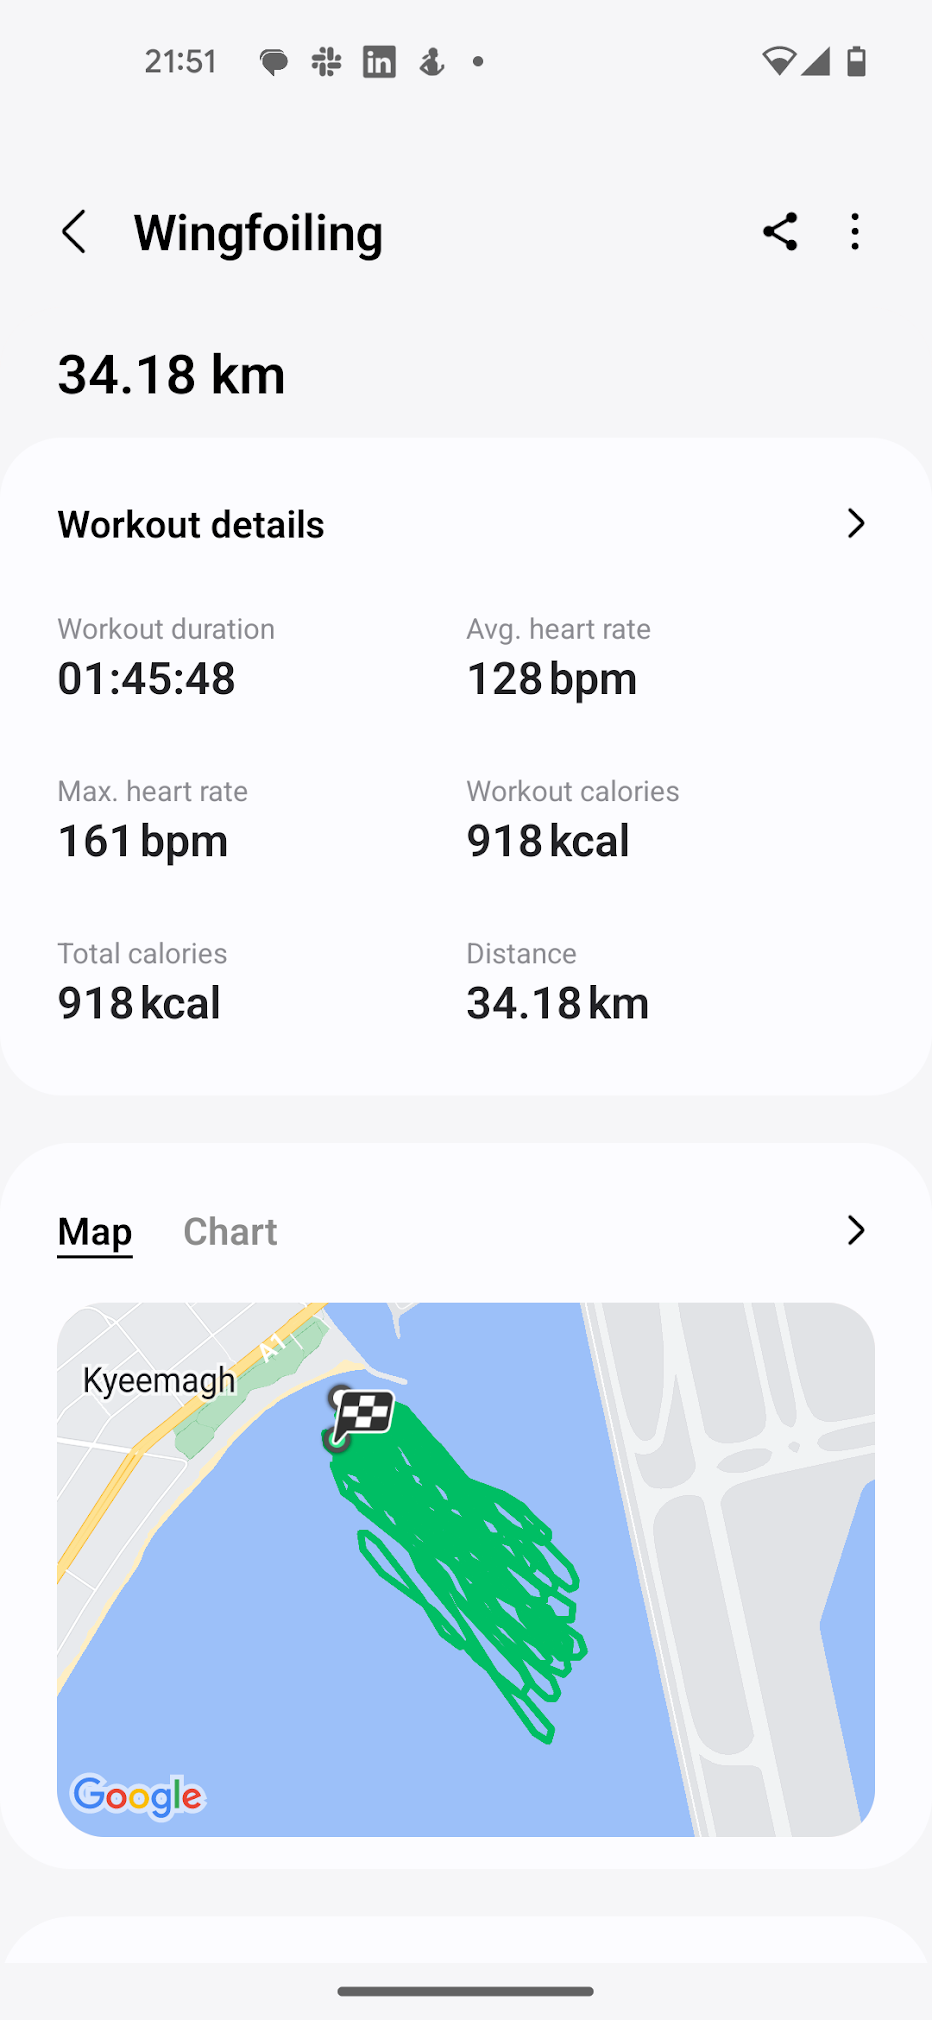 21:51
Wingfoiling
34.18 km
Workout details
Workout duration
Avg. heart rate
01:45:48
128 bpm
Max. heart rate
Workout calories
161 bpm
918 kcal
Total calories
Distance
918 kcal
34.18 km
Map
Chart
A1
Kyeemagh
Google